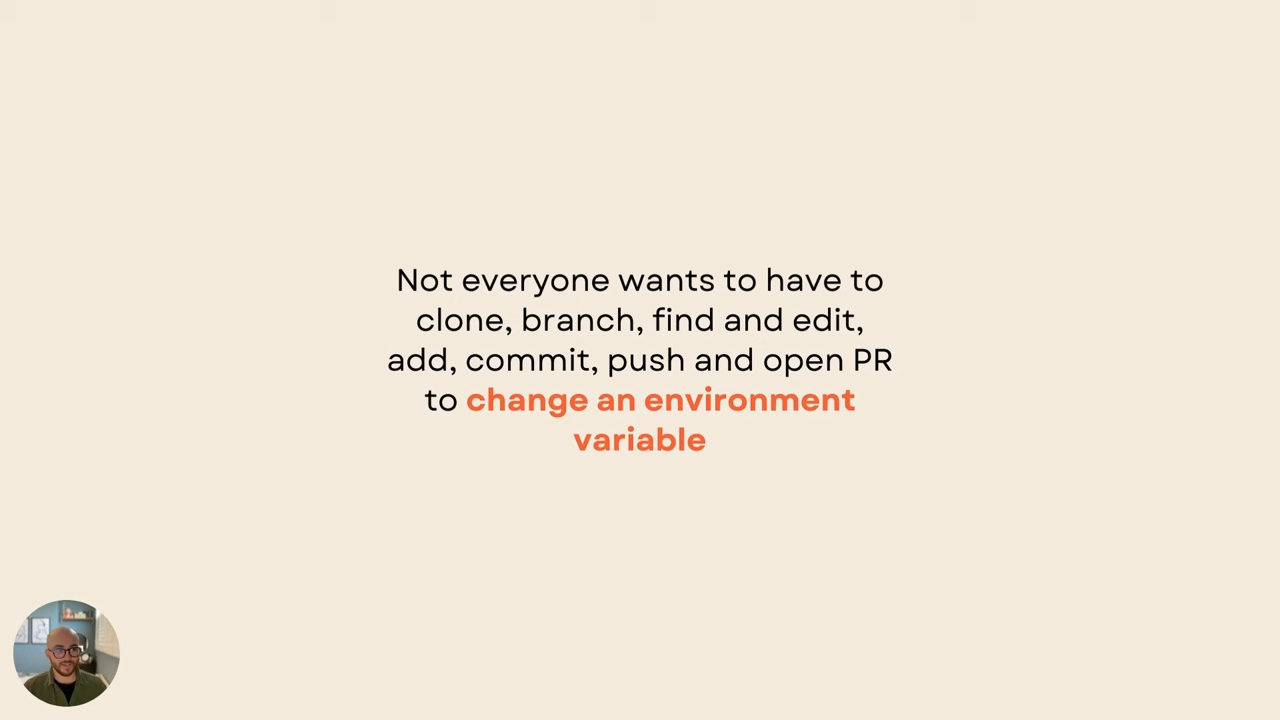 Not everyone wants to have to
clone, branch, find and edit,
add, commit, push and open PR
to change an environment
variable